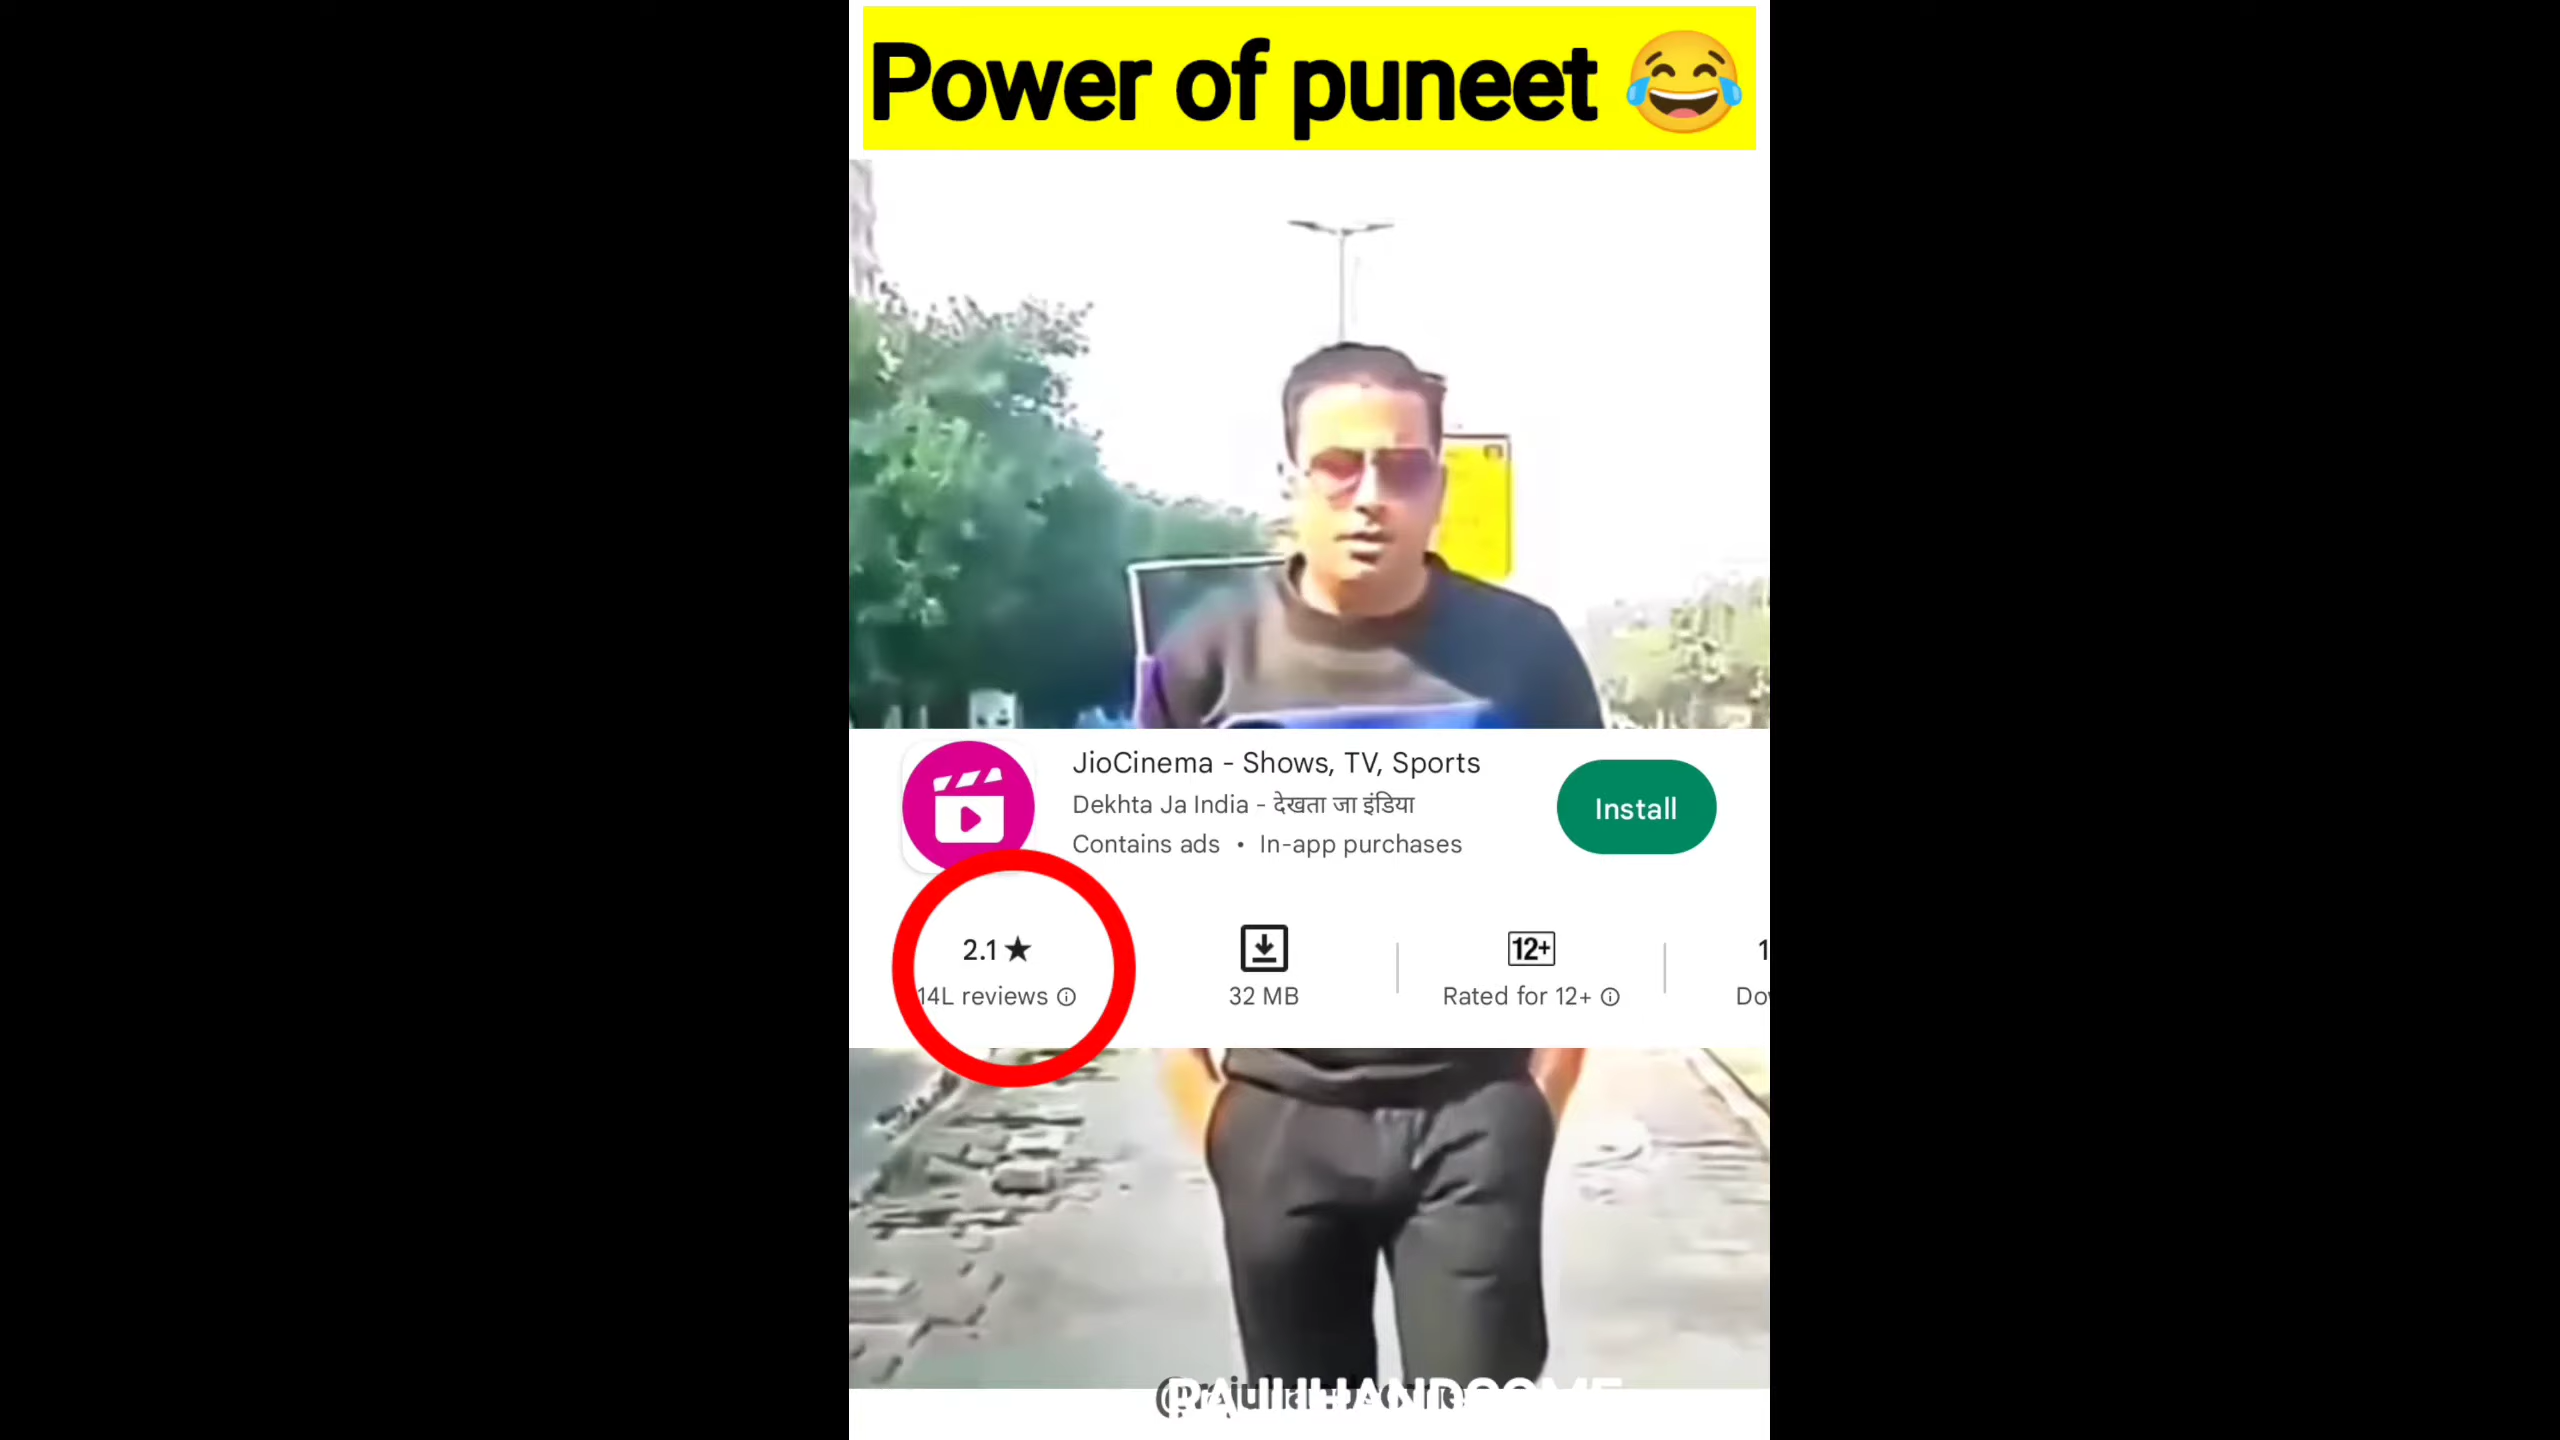 Power of puneet 😂
JioCinema - Shows, TV, Sports
Dekhta Ja India - देखता जा इंडिया
Contains ads • In-app purchases
Install
2.1★
14L reviews
32 MB
12+
Rated for 12+